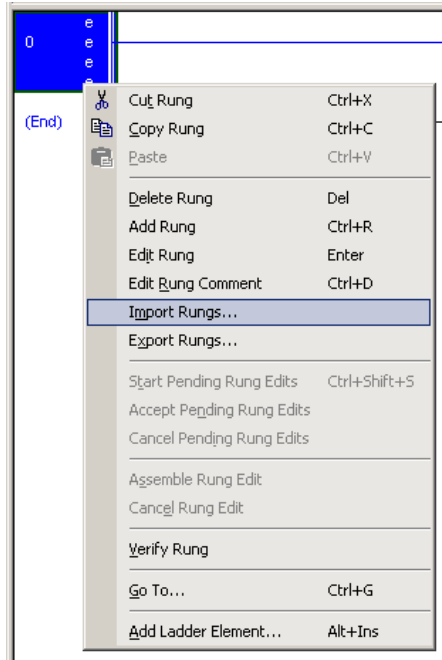 e
0 e
e
e
(End)
Cut Rung Ctrl+X
Copy Rung Ctrl+C
Paste Ctrl+V
Delete Rung Del
Add Rung Ctrl+R
Edit Rung Enter
Edit Rung Comment Ctrl+D
Import Rungs...
Export Rungs...
Start Pending Rung Edits Ctrl+Shift+S
Accept Pending Rung Edits
Cancel Pending Rung Edits
Assemble Rung Edit
Cancel Rung Edit
Verify Rung
Go To... Ctrl+G
Add Ladder Element... Alt+Ins